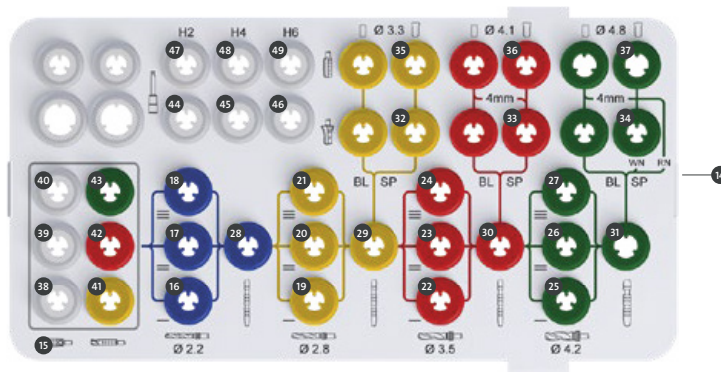 H2 H4 H6 Ø 3.3 Ø 4.1 Ø 4.8
47 48 49 35 36 37
4mm 4mm
44 45 46 32 33 34
WN RN
14
40 43 18 21 BL SP 24 BL SP 27 BL SP
39 42 17 28 20 29 23 30 26 31
38 41 16 19 22 25
15
Ø 2.2 Ø 2.8 Ø 3.5 Ø 4.2